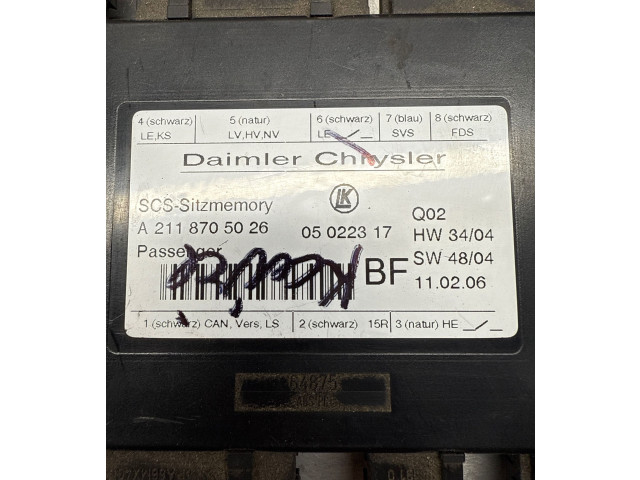 4 (schwarz) 5 (natur) 6 (schwarz) 7 (blau) 8 (schwarz)
LE,KS LV,HV,NV LE SVS FDS
Daimler Chrysler
SCS-Sitzmemory LK Q02
A 211 870 50 26 05 0223 17 HW 34/04
Passenger BF SW 48/04
11.02.06
1 (schwarz) CAN, Vers, LS 2 (schwarz) 15R 3 (natur) HE
64875